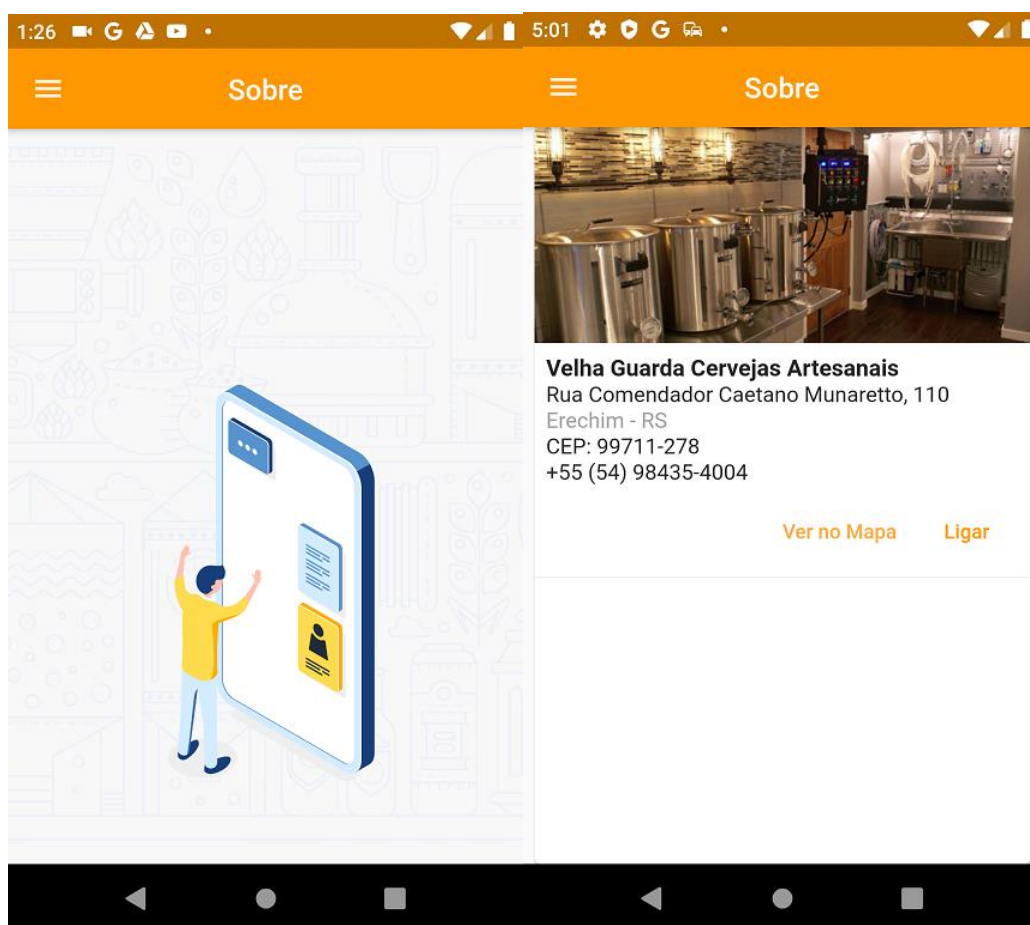 1:26
Sobre
5:01
Sobre
Velha Guarda Cervejas Artesanais
Rua Comendador Caetano Munaretto, 110
Erechim - RS
CEP: 99711-278
+55 (54) 98435-4004
Ver no Mapa Ligar